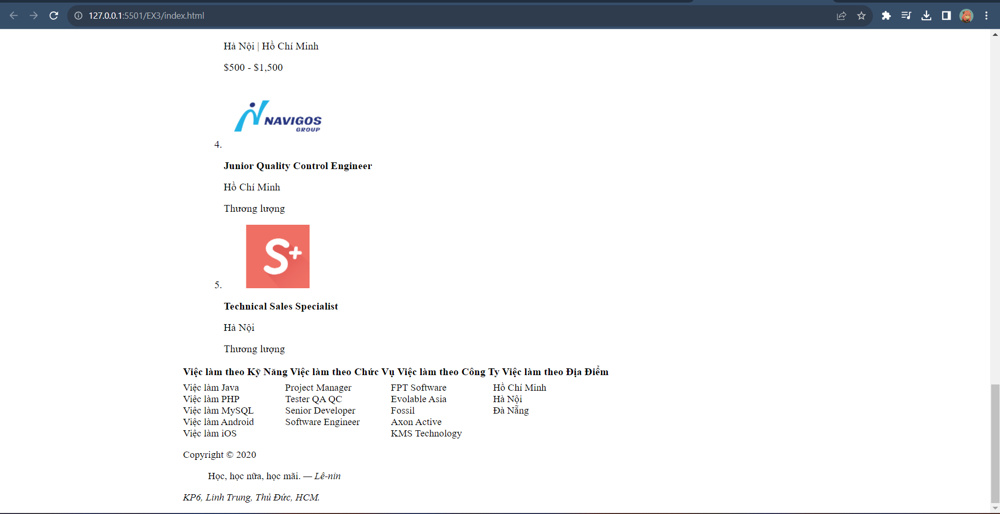 127.0.0.1:5501/EX3/index.html
Hà Nội | Hồ Chí Minh
$500 - $1,500
NAVIGOS
GROUP
4.
Junior Quality Control Engineer
Hồ Chí Minh
Thương lượng
S+
5.
Technical Sales Specialist
Hà Nội
Thương lượng
Việc làm theo Kỹ Năng Việc làm theo Chức Vụ Việc làm theo Công Ty Việc làm theo Địa Điểm
Việc làm Java Project Manager FPT Software Hồ Chí Minh
Việc làm PHP Tester QA QC Evolable Asia Hà Nội
Việc làm MySQL Senior Developer Fossil Đà Nẵng
Việc làm Android Software Engineer Axon Active
Việc làm iOS KMS Technology
Copyright © 2020
Học, học nữa, học mãi. — Lê-nin
KP6, Linh Trung, Thủ Đức, HCM.